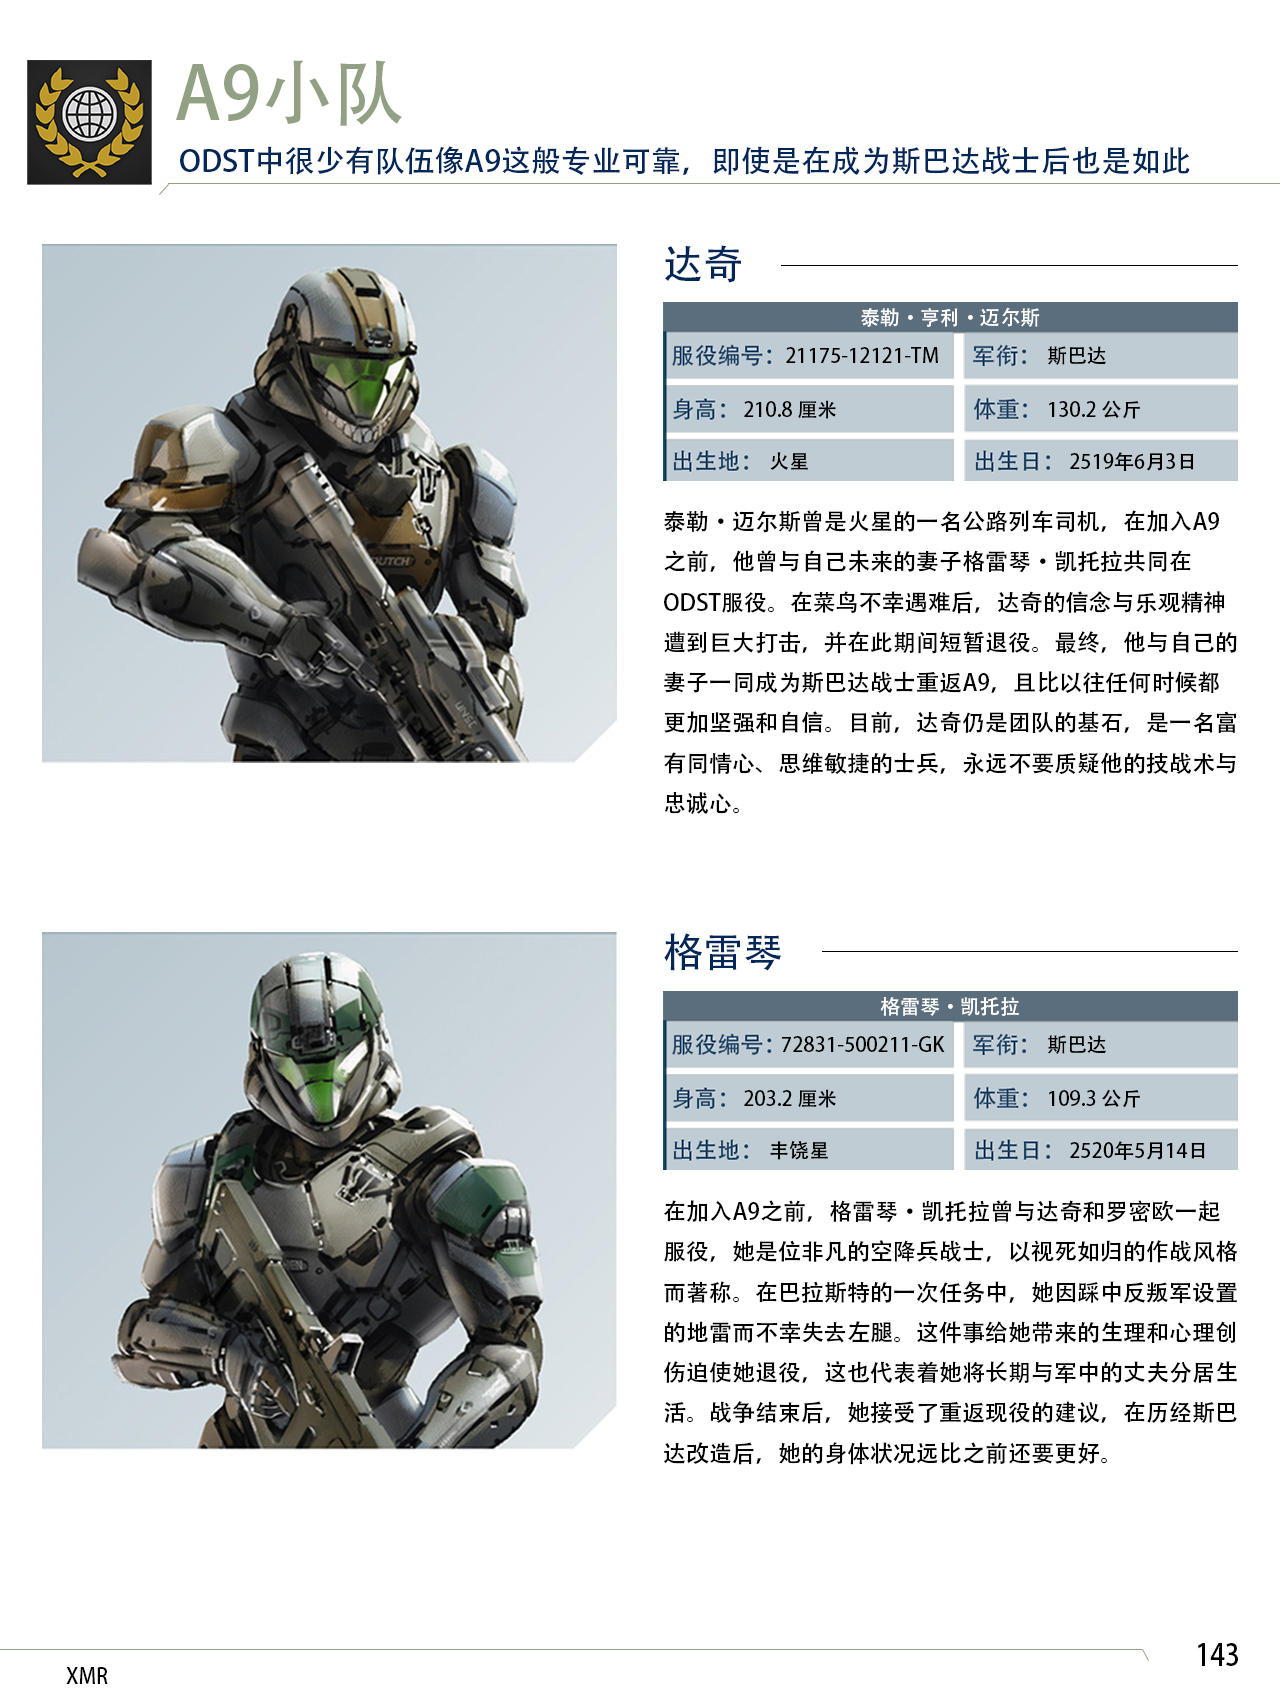 A9小队
ODST中很少有队伍像A9这般专业可靠，即使是在成为斯巴达战士后也是如此
达奇
泰勒·亨利·迈尔斯
服役编号：21175-12121-TM
军衔：斯巴达
身高：210.8 厘米
体重：130.2 公斤
出生地：火星
出生日：2519年6月3日
泰勒·迈尔斯曾是火星的一名公路列车司机，在加入A9
之前，他曾与自己未来的妻子格雷琴·凯托拉共同在
ODST服役。在菜鸟不幸遇难后，达奇的信念与乐观精神
遭到巨大打击，并在此期间短暂退役。最终，他与自己的
妻子一同成为斯巴达战士重返A9，且比以往任何时候都
更加坚强和自信。目前，达奇仍是团队的基石，是一名富
有同情心、思维敏捷的士兵，永远不要质疑他的技战术与
忠诚心。
DUTCH
格雷琴
格雷琴·凯托拉
服役编号：72831-500211-GK
军衔：斯巴达
身高：203.2 厘米
体重：109.3 公斤
出生地：丰饶星
出生日：2520年5月14日
在加入A9之前，格雷琴·凯托拉曾与达奇和罗密欧一起
服役，她是位非凡的空降兵战士，以视死如归的作战风格
而著称。在巴拉斯特的一次任务中，她因踩中反叛军设置
的地雷而不幸失去左腿。这件事给她带来的生理和心理创
伤迫使她退役，这也代表着她将长期与军中的丈夫分居生
活。战争结束后，她接受了重返现役的建议，在历经斯巴
达改造后，她的身体状况远比之前还要更好。
143
XMR